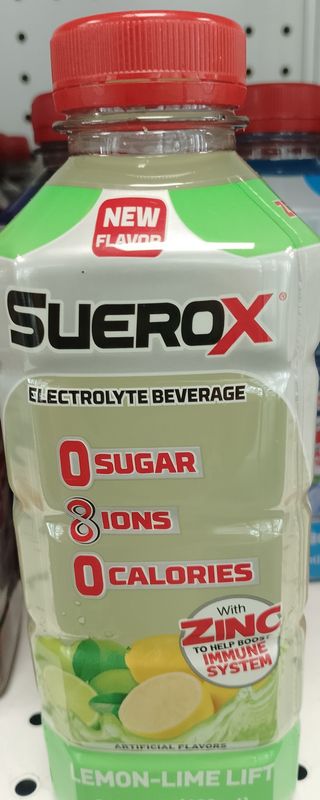 NEW
FLAVOR
SUEROX®
ELECTROLYTE BEVERAGE
0 SUGAR
8 IONS
0 CALORIES
With
ZINC
TO HELP BOOST
IMMUNE
SYSTEM
ARTIFICIAL FLAVORS
LEMON-LIME LIFT